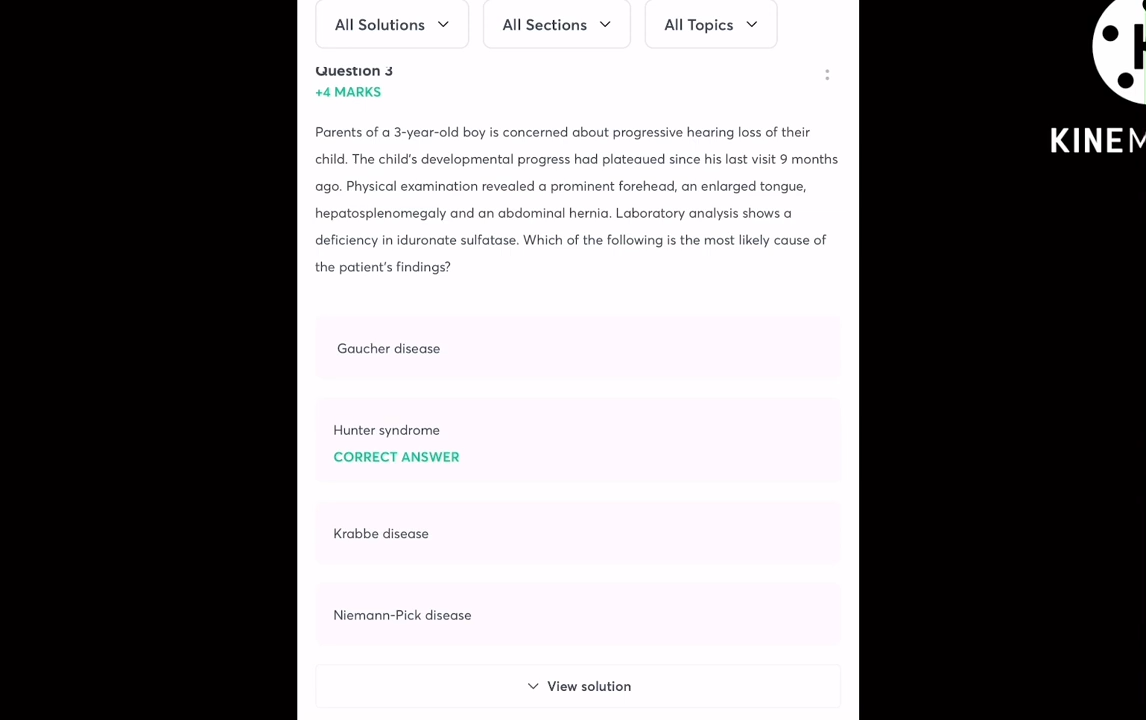 All Solutions
All Sections
All Topics
Question 3
+4 MARKS
Parents of a 3-year-old boy is concerned about progressive hearing loss of their
child. The child's developmental progress had plateaued since his last visit 9 months
ago. Physical examination revealed a prominent forehead, an enlarged tongue,
hepatosplenomegaly and an abdominal hernia. Laboratory analysis shows a
deficiency in iduronate sulfatase. Which of the following is the most likely cause of
the patient's findings?
Gaucher disease
Hunter syndrome
CORRECT ANSWER
Krabbe disease
Niemann-Pick disease
View solution